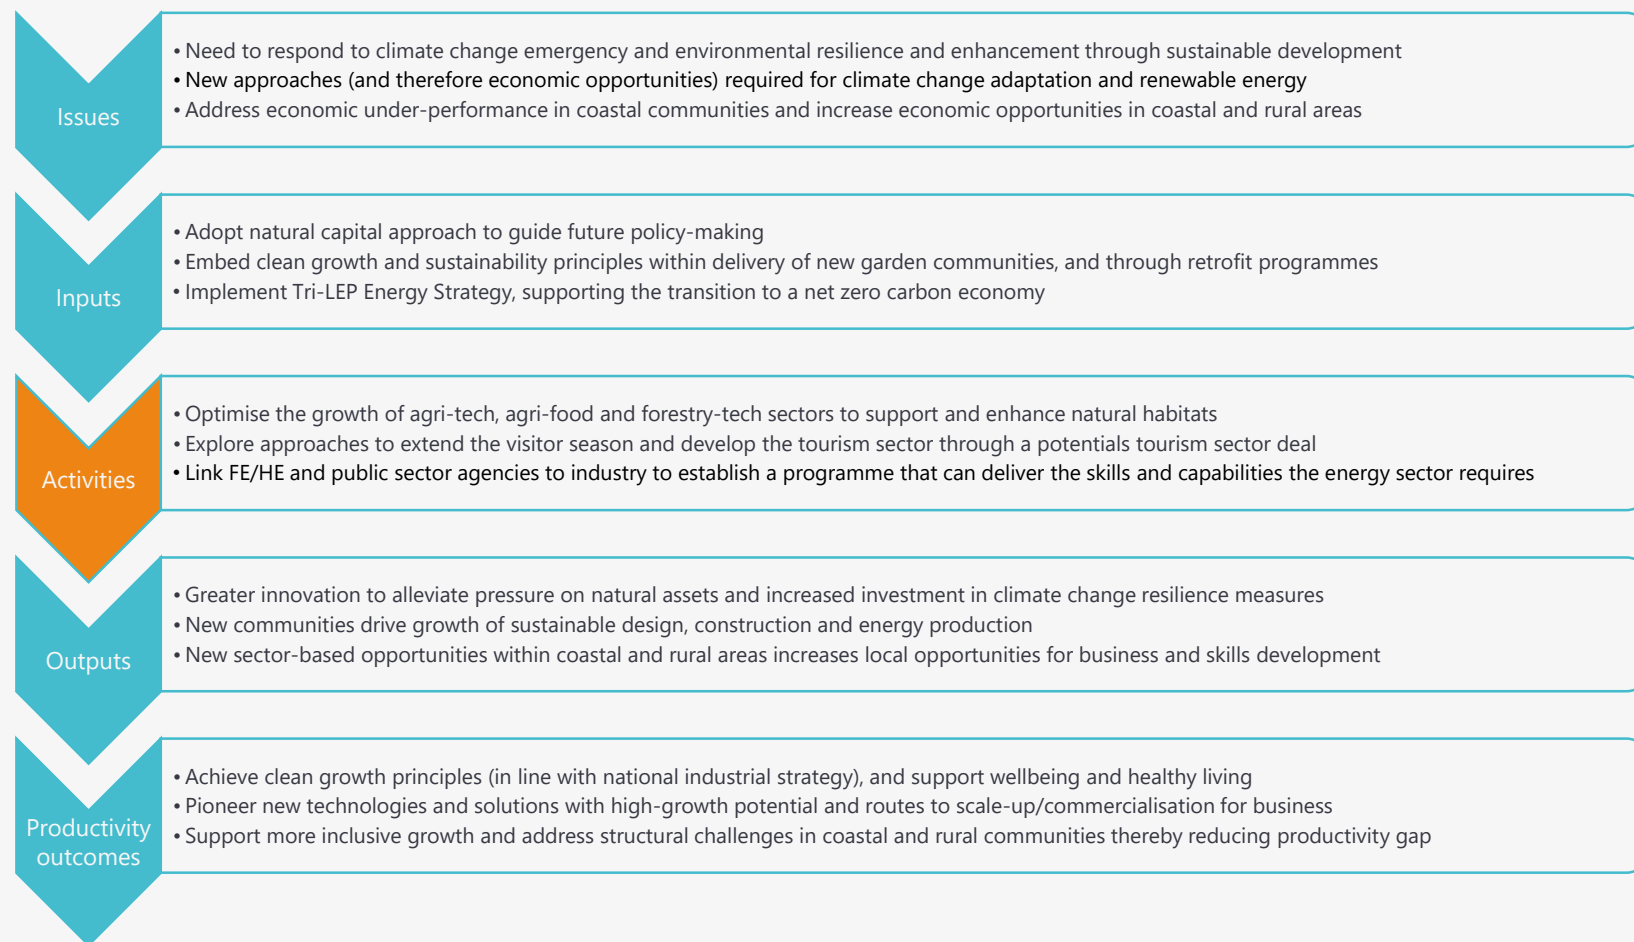 Issues
• Need to respond to climate change emergency and environmental resilience and enhancement through sustainable development
• New approaches (and therefore economic opportunities) required for climate change adaptation and renewable energy
• Address economic under-performance in coastal communities and increase economic opportunities in coastal and rural areas
Inputs
• Adopt natural capital approach to guide future policy-making
• Embed clean growth and sustainability principles within delivery of new garden communities, and through retrofit programmes
• Implement Tri-LEP Energy Strategy, supporting the transition to a net zero carbon economy
Activities
• Optimise the growth of agri-tech, agri-food and forestry-tech sectors to support and enhance natural habitats
• Explore approaches to extend the visitor season and develop the tourism sector through a potentials tourism sector deal
• Link FE/HE and public sector agencies to industry to establish a programme that can deliver the skills and capabilities the energy sector requires
Outputs
• Greater innovation to alleviate pressure on natural assets and increased investment in climate change resilience measures
• New communities drive growth of sustainable design, construction and energy production
• New sector-based opportunities within coastal and rural areas increases local opportunities for business and skills development
Productivity
outcomes
• Achieve clean growth principles (in line with national industrial strategy), and support wellbeing and healthy living
• Pioneer new technologies and solutions with high-growth potential and routes to scale-up/commercialisation for business
• Support more inclusive growth and address structural challenges in coastal and rural communities thereby reducing productivity gap